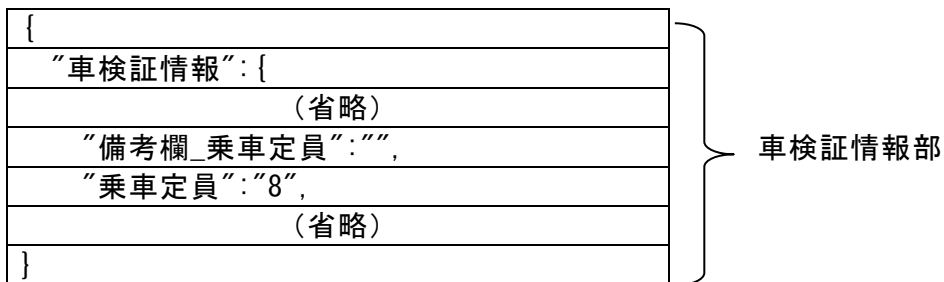 {
"車検証情報":{
（省略）
"備考欄_乗車定員":"",
"乗車定員":"8",
（省略）
}
車検証情報部